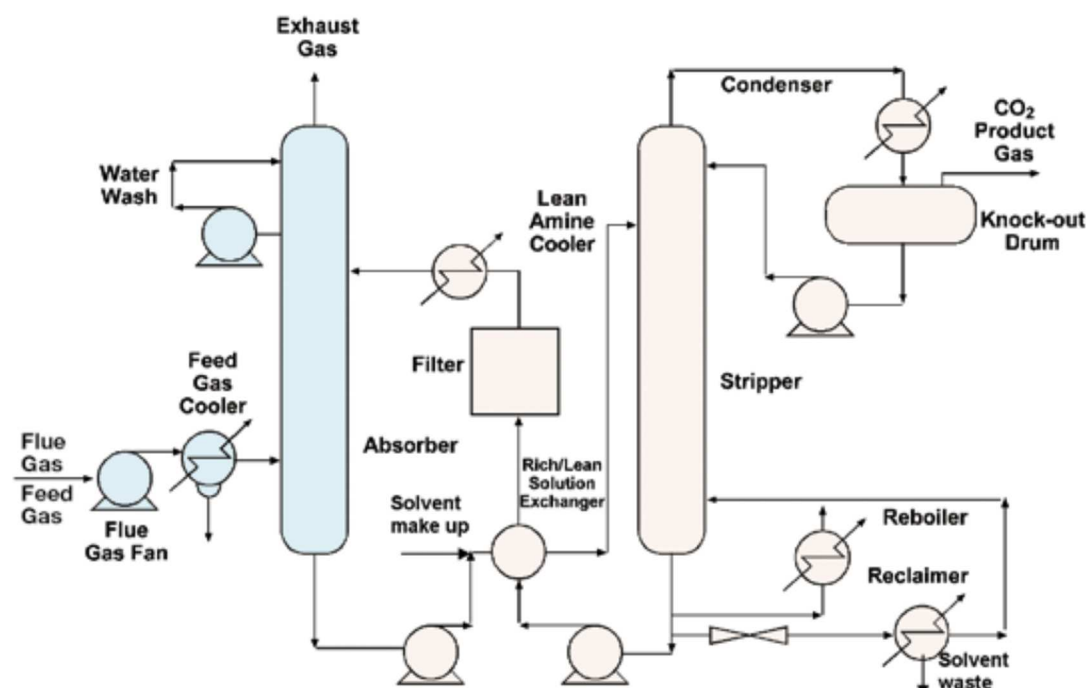 Exhaust
Gas
Condenser
CO₂
Product
Gas
Water
Wash
Lean
Amine
Cooler
Knock-out
Drum
Feed
Gas
Cooler
Filter
Stripper
Flue
Gas
Feed
Gas
Absorber
Rich/Lean
Solution
Exchanger
Solvent
make up
Flue
Gas Fan
Reboiler
Reclaimer
Solvent
waste